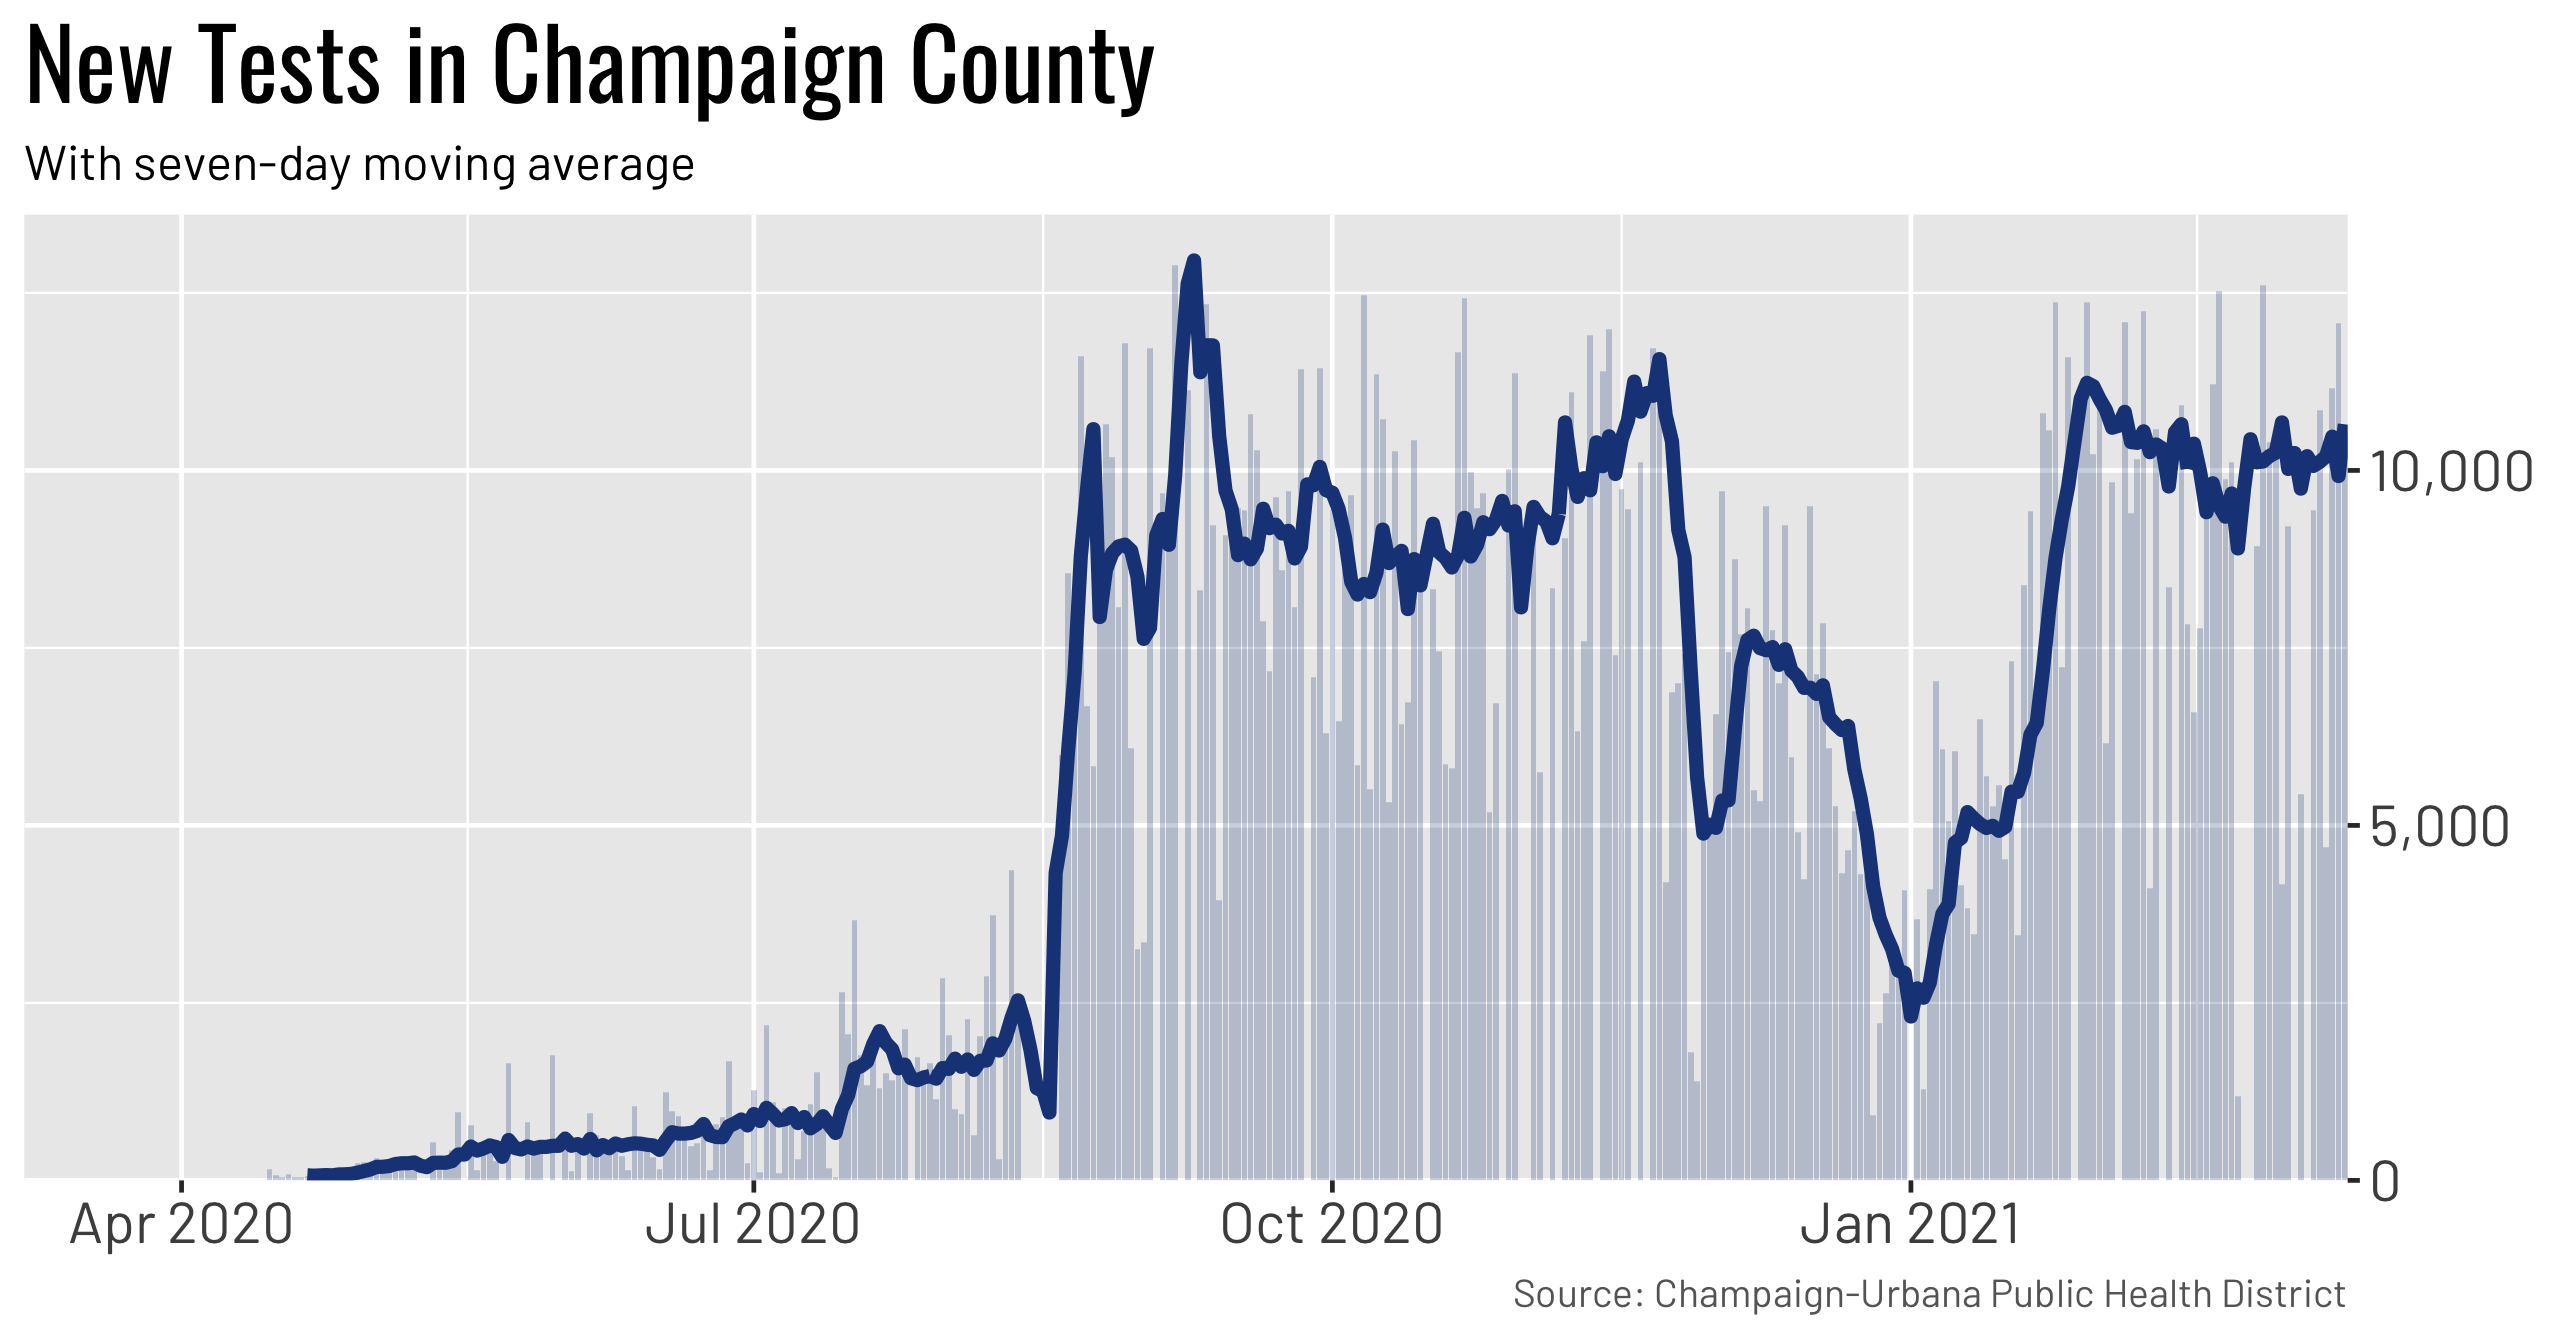 New Tests in Champaign County
With seven-day moving average
10,000
5,000
0
Apr 2020 Jul 2020 Oct 2020 Jan 2021
Source: Champaign-Urbana Public Health District